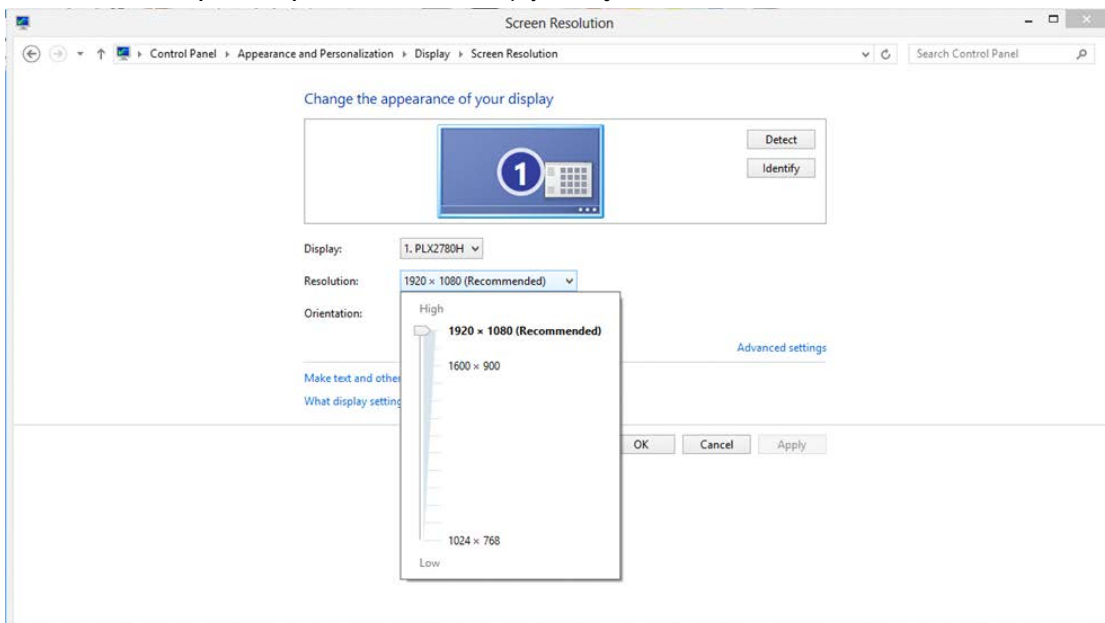 Screen Resolution
Control Panel Appearance and Personalization Display Screen Resolution
Search Control Panel
Change the appearance of your display
1
Detect
Identify
Display: 1. PLX2780H
Resolution: 1920 × 1080 (Recommended)
Orientation:
High
1920 × 1080 (Recommended)
1600 × 900
Advanced settings
Make text and othe
What display setting
OK Cancel Apply
1024 × 768
Low